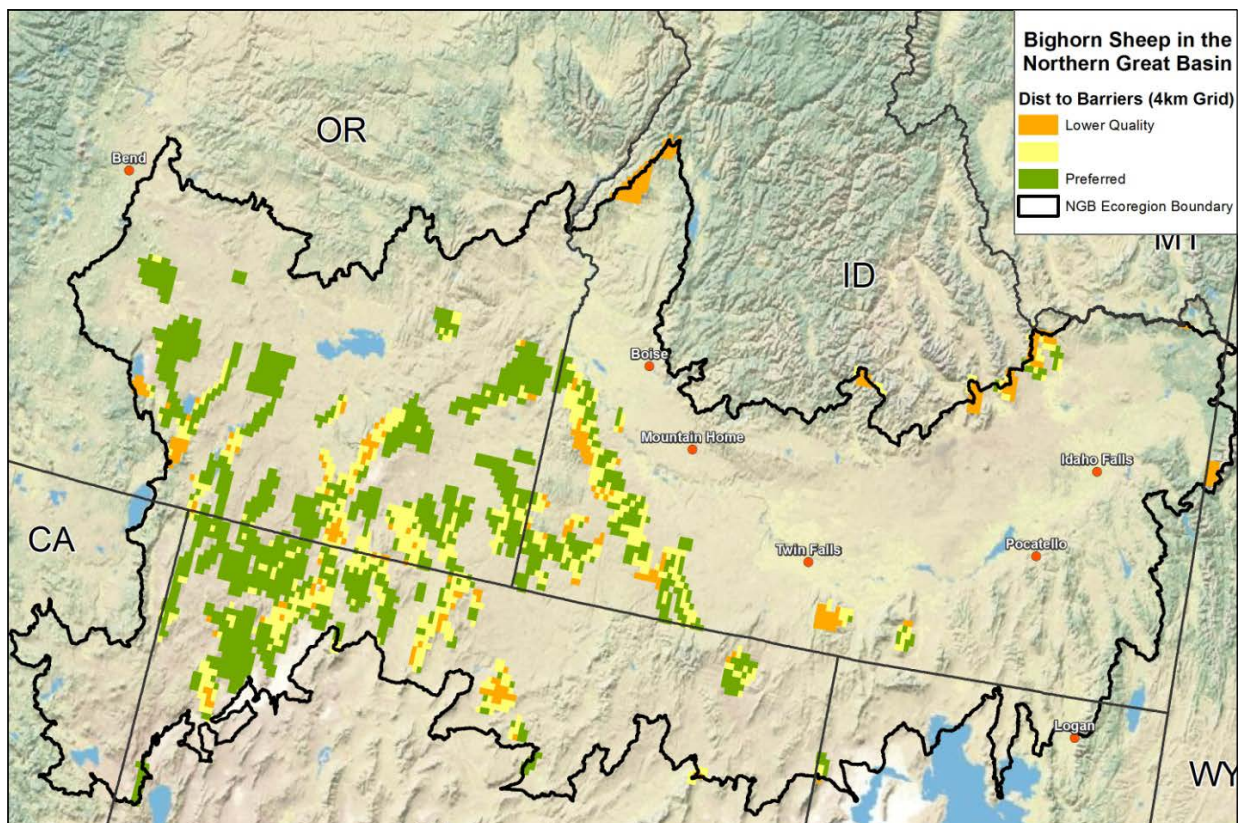 Bighorn Sheep in the
Northern Great Basin
Dist to Barriers (4km Grid)
Lower Quality
Preferred
NGB Ecoregion Boundary
MT
OR
Bend
ID
Boise
Mountain Home
Idaho Falls
CA
Twin Falls
Pocatello
Logan
WY